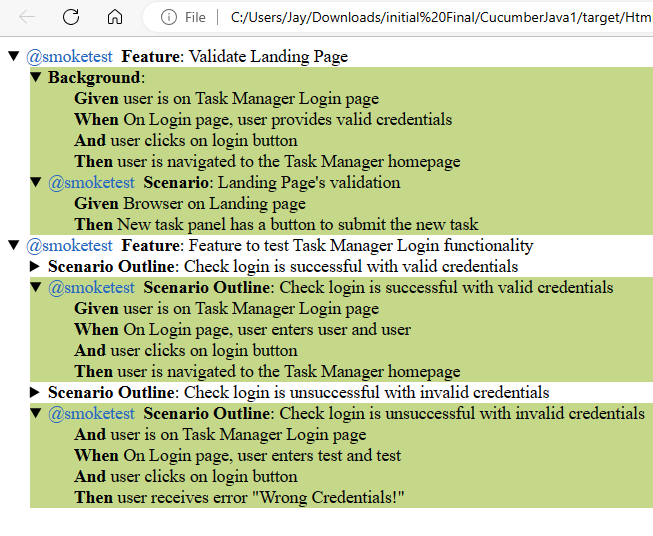 File C:/Users/Jay/Downloads/initial%20Final/CucumberJava1/target/Htm
@smoketest Feature: Validate Landing Page
Background:
Given user is on Task Manager Login page
When On Login page, user provides valid credentials
And user clicks on login button
Then user is navigated to the Task Manager homepage
@smoketest Scenario: Landing Page's validation
Given Browser on Landing page
Then New task panel has a button to submit the new task
@smoketest Feature: Feature to test Task Manager Login functionality
Scenario Outline: Check login is successful with valid credentials
@smoketest Scenario Outline: Check login is successful with valid credentials
Given user is on Task Manager Login page
When On Login page, user enters user and user
And user clicks on login button
Then user is navigated to the Task Manager homepage
Scenario Outline: Check login is unsuccessful with invalid credentials
@smoketest Scenario Outline: Check login is unsuccessful with invalid credentials
And user is on Task Manager Login page
When On Login page, user enters test and test
And user clicks on login button
Then user receives error "Wrong Credentials!"